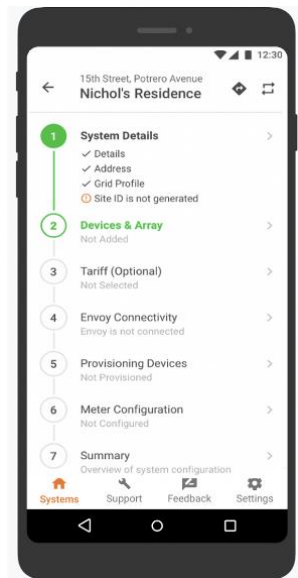 12:30
15th Street, Potrero Avenue
Nichol's Residence
1 System Details
Details
Address
Grid Profile
Site ID is not generated
2 Devices & Array
Not Added
3 Tariff (Optional)
Not Selected
4 Envoy Connectivity
Envoy is not connected
5 Provisioning Devices
Not Provisioned
6 Meter Configuration
Not Configured
7 Summary
Overview of system configuration
Systems Support Feedback Settings